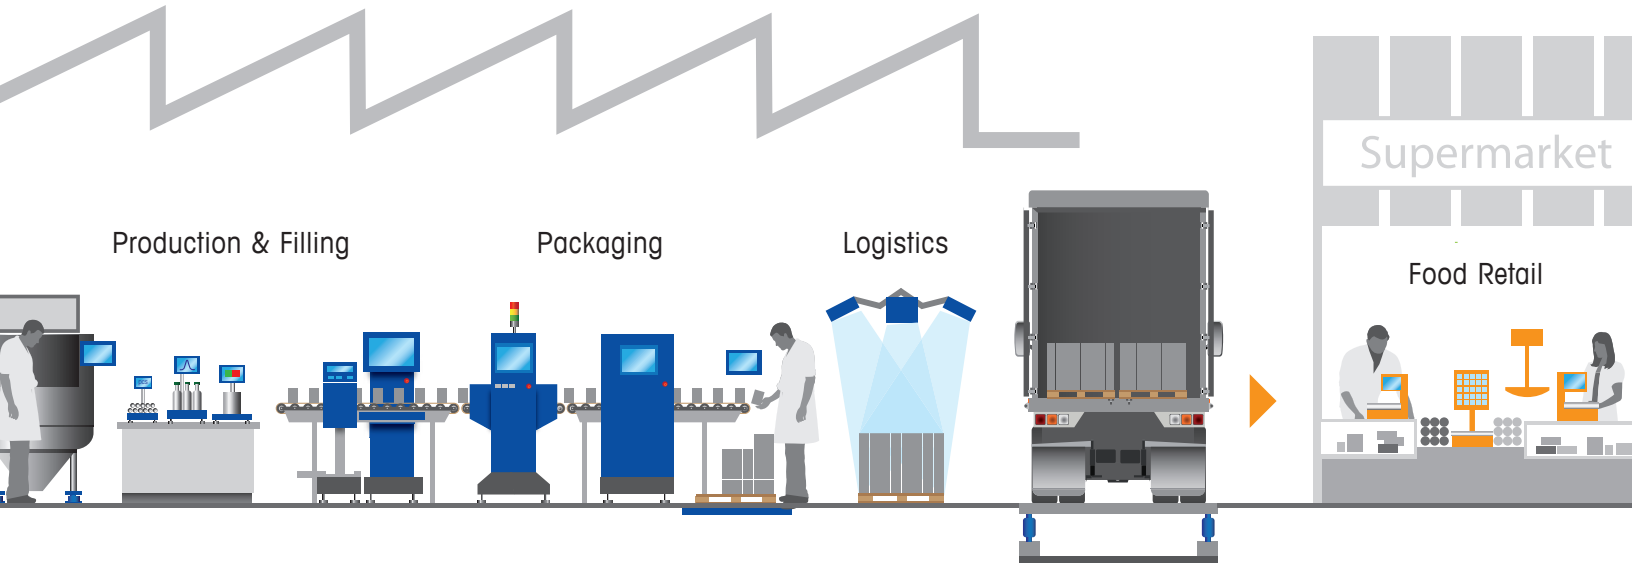 Supermarket
Production & Filling
Packaging
Logistics
Food Retail